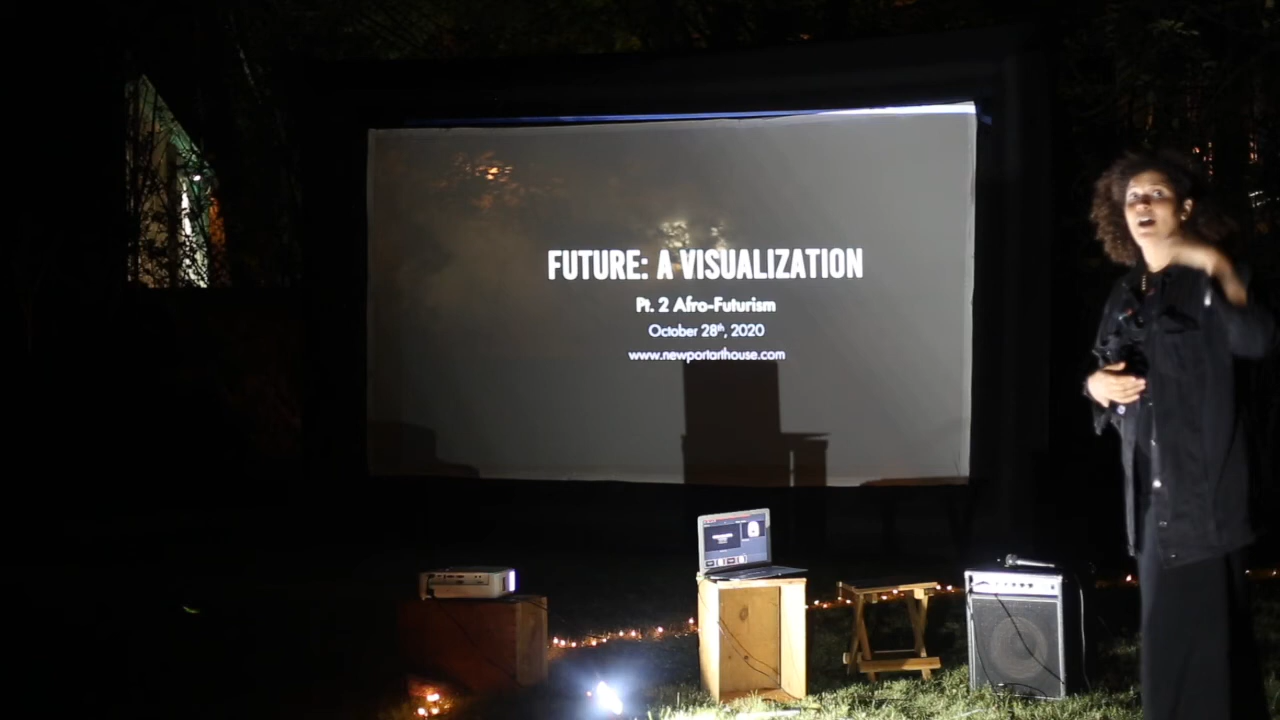 FUTURE: A VISUALIZATION
Pt. 2 Afro-Futurism
October 28th, 2020
www.newportarthouse.com